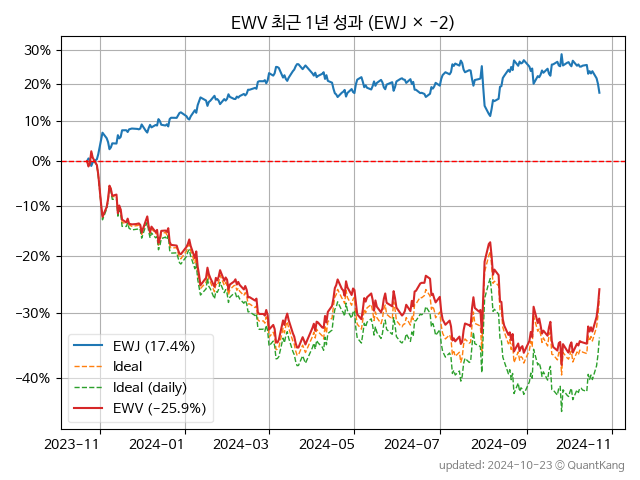 EWV 최근 1년 성과 (EWJ × −2)
30%
20%
10%
0%
−10%
−20%
−30%
−40%
EWJ (17.4%)
Ideal
Ideal (daily)
EWV (−25.9%)
2023−11 2024−01 2024−03 2024−05 2024−07 2024−09 2024−11
updated: 2024-10-23 © QuantKang